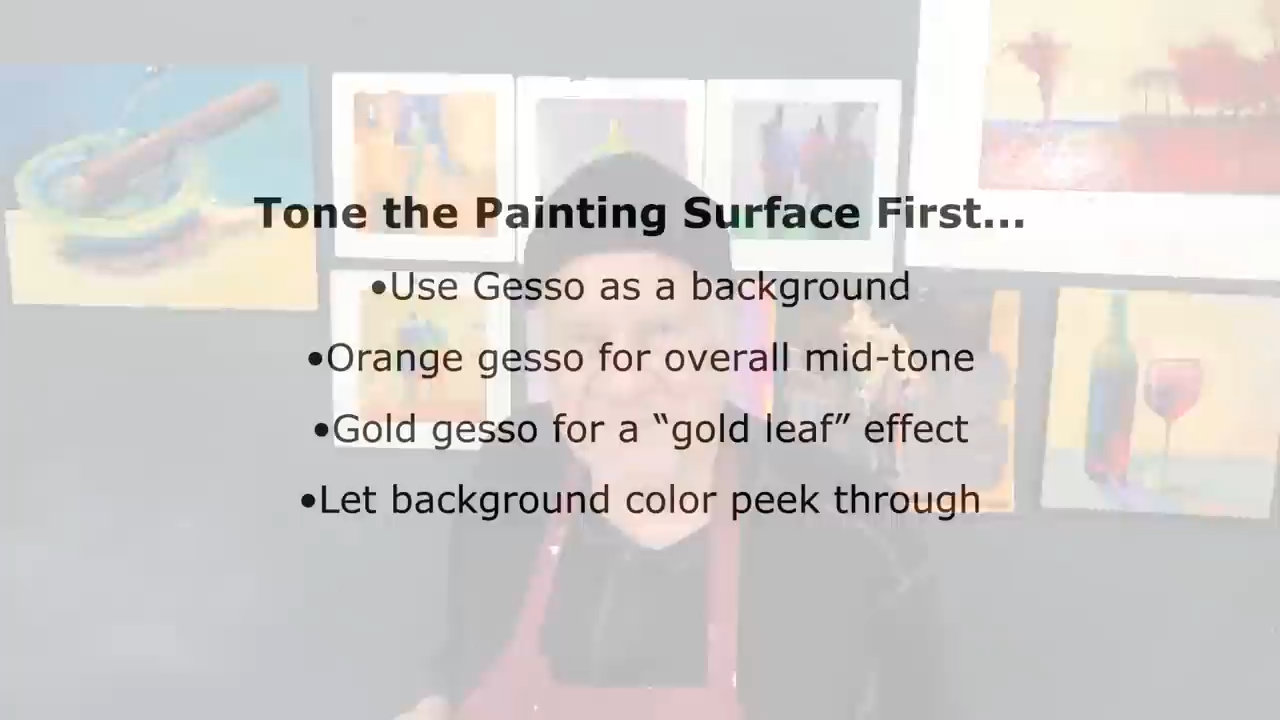 Tone the Painting Surface First...
•Use Gesso as a background
•Orange gesso for overall mid-tone
•Gold gesso for a “gold leaf” effect
•Let background color peek through